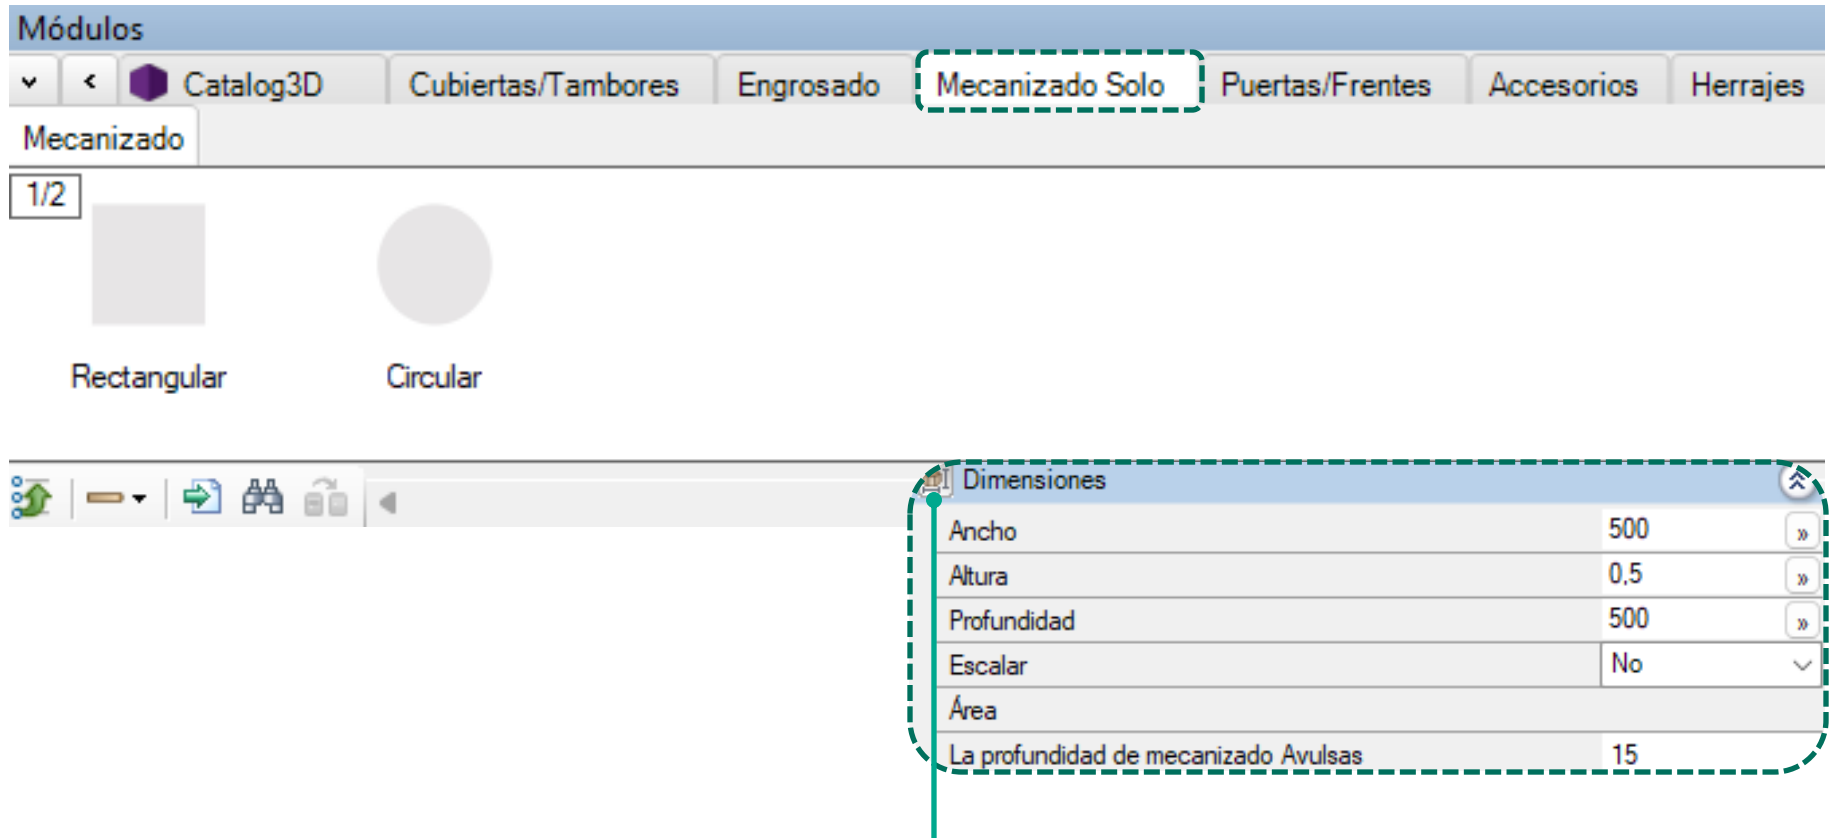 Módulos
Catalog3D Cubiertas/Tambores Engrosado Mecanizado Solo Puertas/Frentes Accesorios Herrajes
Mecanizado
1/2
Rectangular Circular
Dimensiones
Ancho 500 »
Altura 0,5 »
Profundidad 500 »
Escalar No
Área
La profundidad de mecanizado Avulsas 15